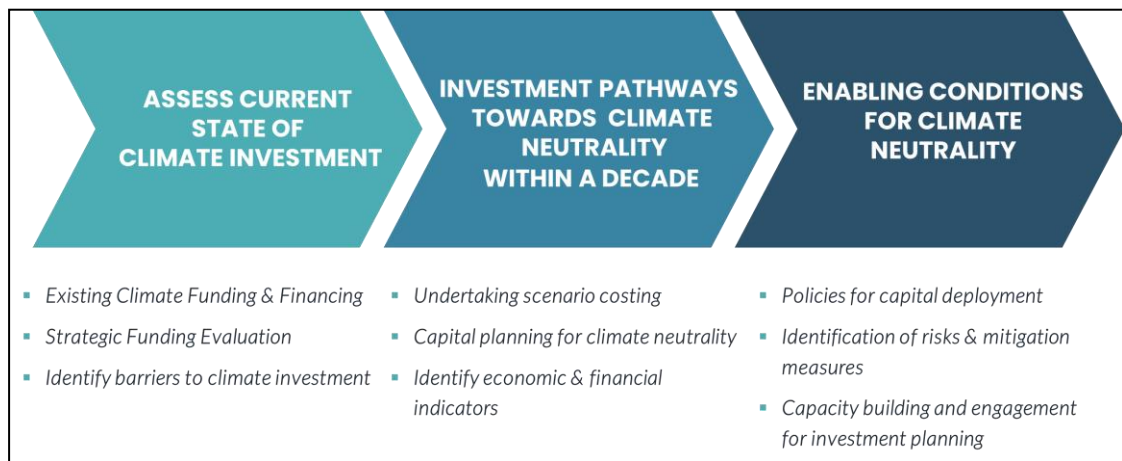 ASSESS CURRENT
STATE OF
CLIMATE INVESTMENT
INVESTMENT PATHWAYS
TOWARDS CLIMATE
NEUTRALITY
WITHIN A DECADE
ENABLING CONDITIONS
FOR CLIMATE
NEUTRALITY
▪ Existing Climate Funding & Financing
▪ Strategic Funding Evaluation
▪ Identify barriers to climate investment
▪ Undertaking scenario costing
▪ Capital planning for climate neutrality
▪ Identify economic & financial
indicators
▪ Policies for capital deployment
▪ Identification of risks & mitigation
measures
▪ Capacity building and engagement
for investment planning